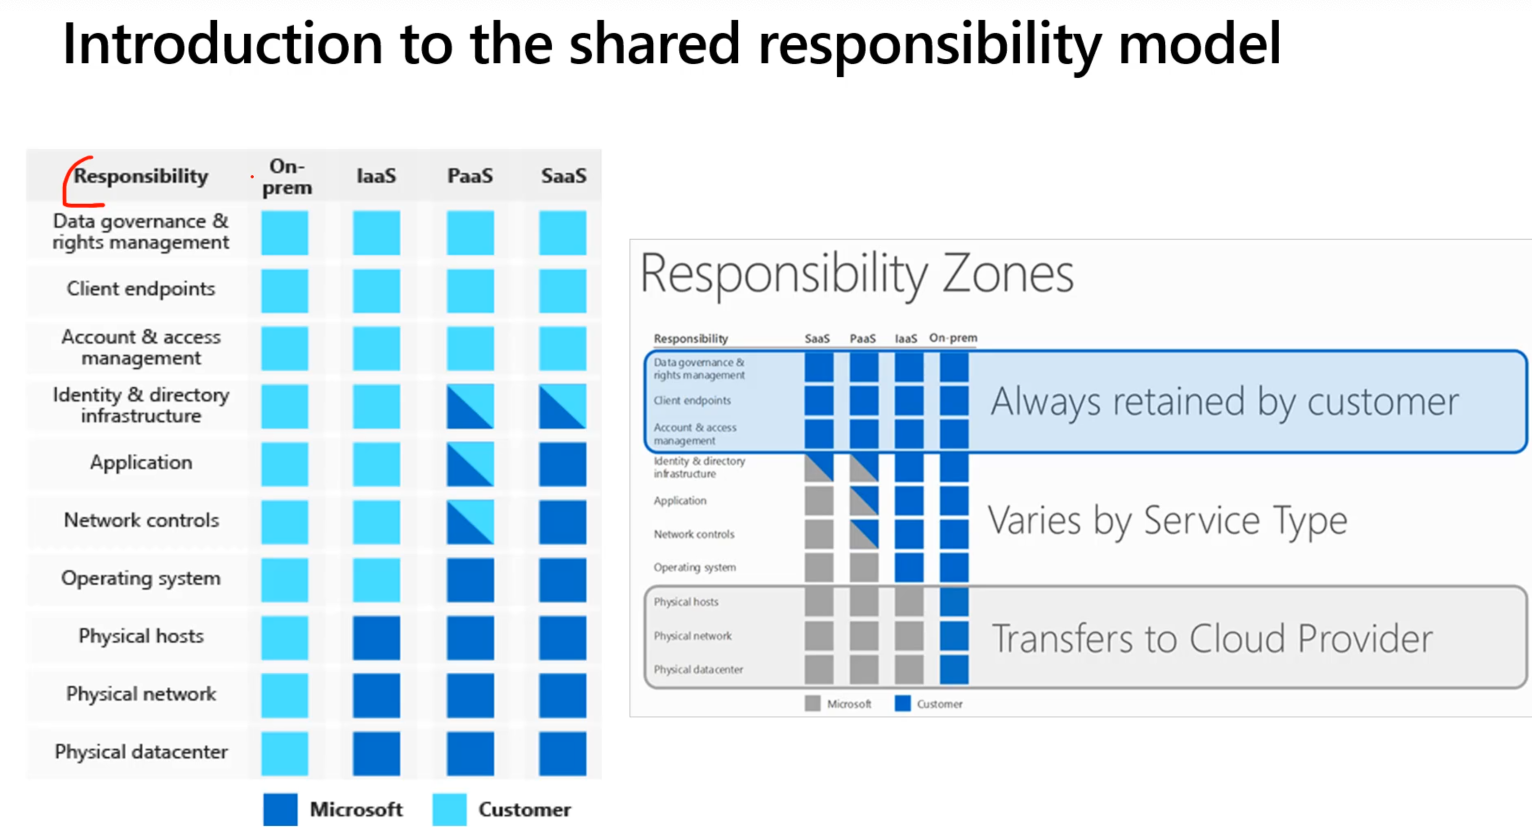 Introduction to the shared responsibility model
Responsibility On-prem IaaS PaaS SaaS
Data governance &
rights management
Client endpoints
Account & access
management
Identity & directory
infrastructure
Application
Network controls
Operating system
Physical hosts
Physical network
Physical datacenter
Microsoft Customer
Responsibility Zones
Responsibility SaaS PaaS IaaS On-prem
Data governance &
rights management
Client endpoints
Account & access
management
Always retained by customer
Identity & directory
infrastructure
Application
Network controls
Operating system
Varies by Service Type
Physical hosts
Physical network
Physical datacenter
Transfers to Cloud Provider
Microsoft Customer